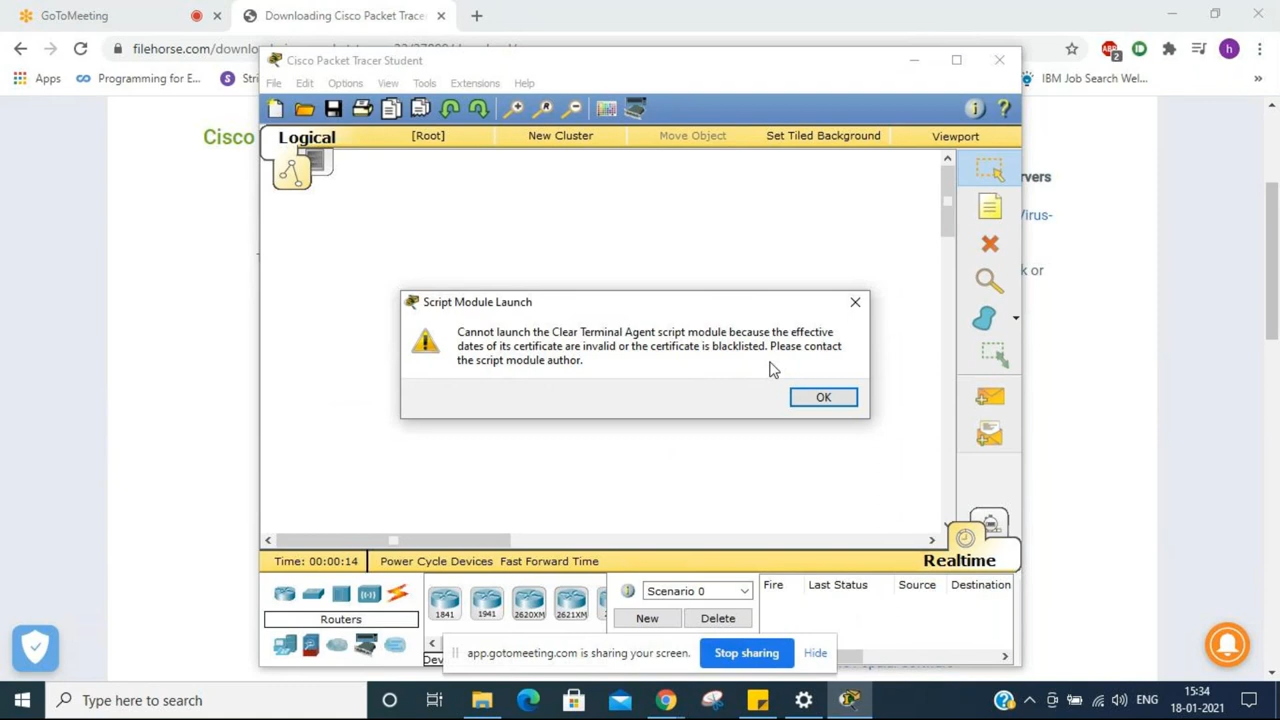 GoToMeeting
Downloading Cisco Packet Tracer
filehorse.com/downlo
2
h
Apps
Programming for E...
Stri
IBM Job Search Wel...
»
Cisco Packet Tracer Student
File Edit Options View Tools Extensions Help
Cisco
Logical
[Root]
New Cluster
Move Object
Set Tiled Background
Viewport
rvers
Virus-
k or
Script Module Launch
Cannot launch the Clear Terminal Agent script module because the effective
dates of its certificate are invalid or the certificate is blacklisted. Please contact
the script module author.
OK
Realtime
Time: 00:00:14
Power Cycle Devices Fast Forward Time
Scenario 0
Fire Last Status Source Destination
1841
1941
2620XM
2621XM
New
Delete
Routers
app.gotomeeting.com is sharing your screen.
Stop sharing
Hide
Type here to search
ENG
15:34
18-01-2021